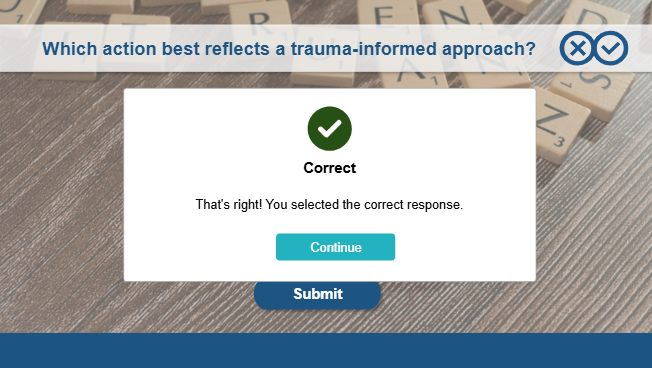 Which action best reflects a trauma-informed approach?
Correct
That's right! You selected the correct response.
Continue
Submit